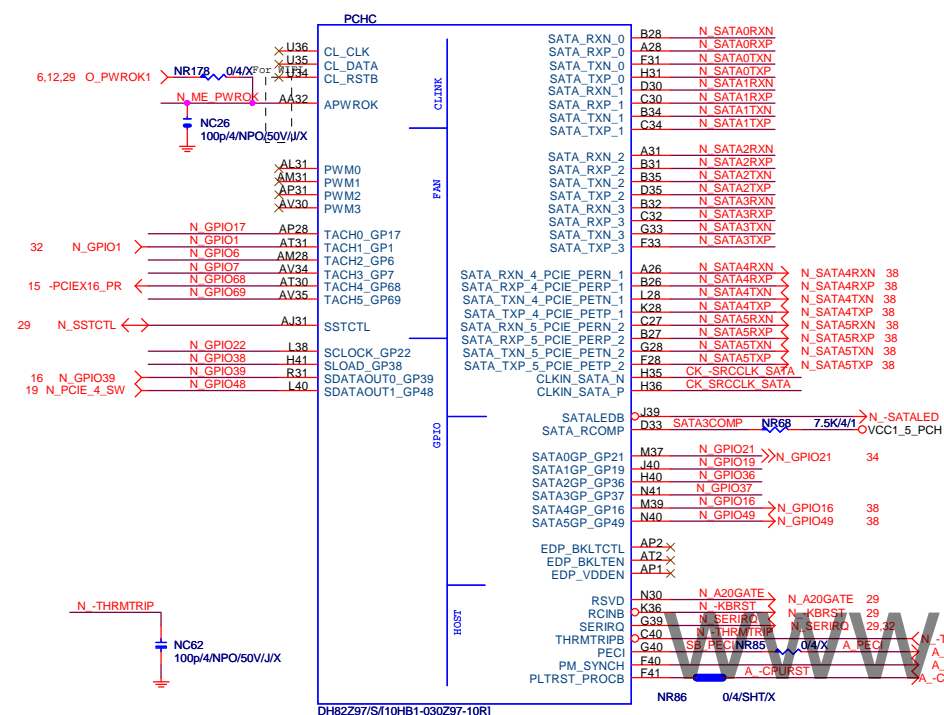 PCHC
U36 CL_CLK
U35 CL_DATA
U34 CL_RSTB
AA32 APWROK
6,12,29 O_PWROK1
NR178 0/4/X
N_ME_PWROK
NC26
100p/4/NPO/50V/J/X
CLINK
AL31 PWM0
AM31 PWM1
AP31 PWM2
AV30 PWM3
FAN
N_GPIO17 AP28 TACH0_GP17
32 N_GPIO1 N_GPIO1 AT31 TACH1_GP1
N_GPIO6 AM28 TACH2_GP6
N_GPIO7 AV34 TACH3_GP7
15 -PCIEX16_PR N_GPIO68 AT30 TACH4_GP68
N_GPIO69 AV35 TACH5_GP69
29 N_SSTCTL AJ31 SSTCTL
N_GPIO22 L38 SCLOCK_GP22
N_GPIO38 H41 SLOAD_GP38
16 N_GPIO39 N_GPIO39 R31 SDATAOUT0_GP39
19 N_PCIE_4_SW N_GPIO48 L40 SDATAOUT1_GP48
GPIO
HOST
N_-THRMTRIP
NC62
100p/4/NPO/50V/J/X
SATA_RXN_0 B28 N_SATA0RXN
SATA_RXP_0 A28 N_SATA0RXP
SATA_TXN_0 F31 N_SATA0TXN
SATA_TXP_0 H31 N_SATA0TXP
SATA_RXN_1 D30 N_SATA1RXN
SATA_RXP_1 C30 N_SATA1RXP
SATA_TXN_1 B34 N_SATA1TXN
SATA_TXP_1 C34 N_SATA1TXP
SATA_RXN_2 A31 N_SATA2RXN
SATA_RXP_2 B31 N_SATA2RXP
SATA_TXN_2 B35 N_SATA2TXN
SATA_TXP_2 D35 N_SATA2TXP
SATA_RXN_3 B32 N_SATA3RXN
SATA_RXP_3 C32 N_SATA3RXP
SATA_TXN_3 G33 N_SATA3TXN
SATA_TXP_3 F33 N_SATA3TXP
SATA_RXN_4_PCIE_PERN_1 A26 N_SATA4RXN N_SATA4RXN 38
SATA_RXP_4_PCIE_PERP_1 B26 N_SATA4RXP N_SATA4RXP 38
SATA_TXN_4_PCIE_PETN_1 L28 N_SATA4TXN N_SATA4TXN 38
SATA_TXP_4_PCIE_PETP_1 K28 N_SATA4TXP N_SATA4TXP 38
SATA_RXN_5_PCIE_PERN_2 C27 N_SATA5RXN N_SATA5RXN 38
SATA_RXP_5_PCIE_PERP_2 B27 N_SATA5RXP N_SATA5RXP 38
SATA_TXN_5_PCIE_PETN_2 G28 N_SATA5TXN N_SATA5TXN 38
SATA_TXP_5_PCIE_PETP_2 F28 N_SATA5TXP N_SATA5TXP 38
CLKIN_SATA_N H35 CK_-SRCCLK_SATA
CLKIN_SATA_P H36 CK_SRCCLK_SATA
SATALEDB J39 N_-SATALED
SATA_RCOMP D33 SATA3COMP NR68 7.5K/4/1 VCC1_5_PCH
SATA0GP_GP21 M37 N_GPIO21 N_GPIO21 34
SATA1GP_GP19 J40 N_GPIO19
SATA2GP_GP36 H40 N_GPIO36
SATA3GP_GP37 N41 N_GPIO37
SATA4GP_GP16 M39 N_GPIO16 N_GPIO16 38
SATA5GP_GP49 N40 N_GPIO49 N_GPIO49 38
EDP_BKLTCTL AP2
EDP_BKLTEN AT2
EDP_VDDEN AP1
RSVD N30 N_A20GATE N_A20GATE 29
RCINB K36 N_-KBRST N_-KBRST 29
SERIRQ G39 N_SERIRQ N_SERIRQ 29,32
THRMTRIPB C40 N_-THRMTRIP
PECI G40 SB_PECI NR85 0/4/X A_PECI
PM_SYNCH F40
PLTRST_PROCB F41 A_-CPURST
NR86 0/4/SHT/X
DH82Z97/S/[10HB1-030Z97-10R]
WWW